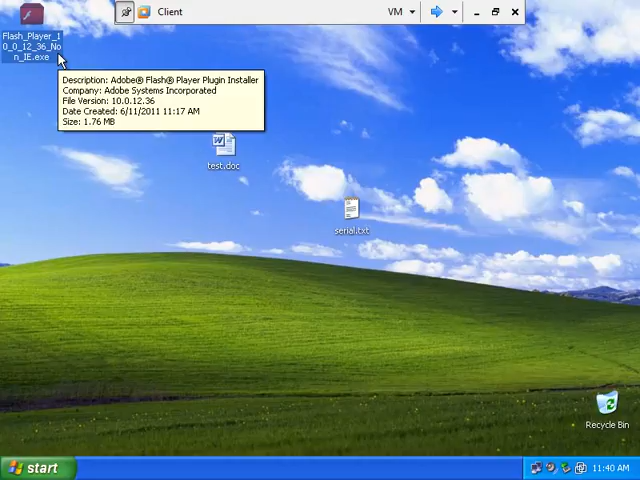 Client
VM
Flash_Player_1
0_0_12_36_No
n_IE.exe
Description: Adobe® Flash® Player Plugin Installer
Company: Adobe Systems Incorporated
File Version: 10.0.12.36
Date Created: 6/11/2011 11:17 AM
Size: 1.76 MB
test.doc
serial.txt
Recycle Bin
start
11:40 AM